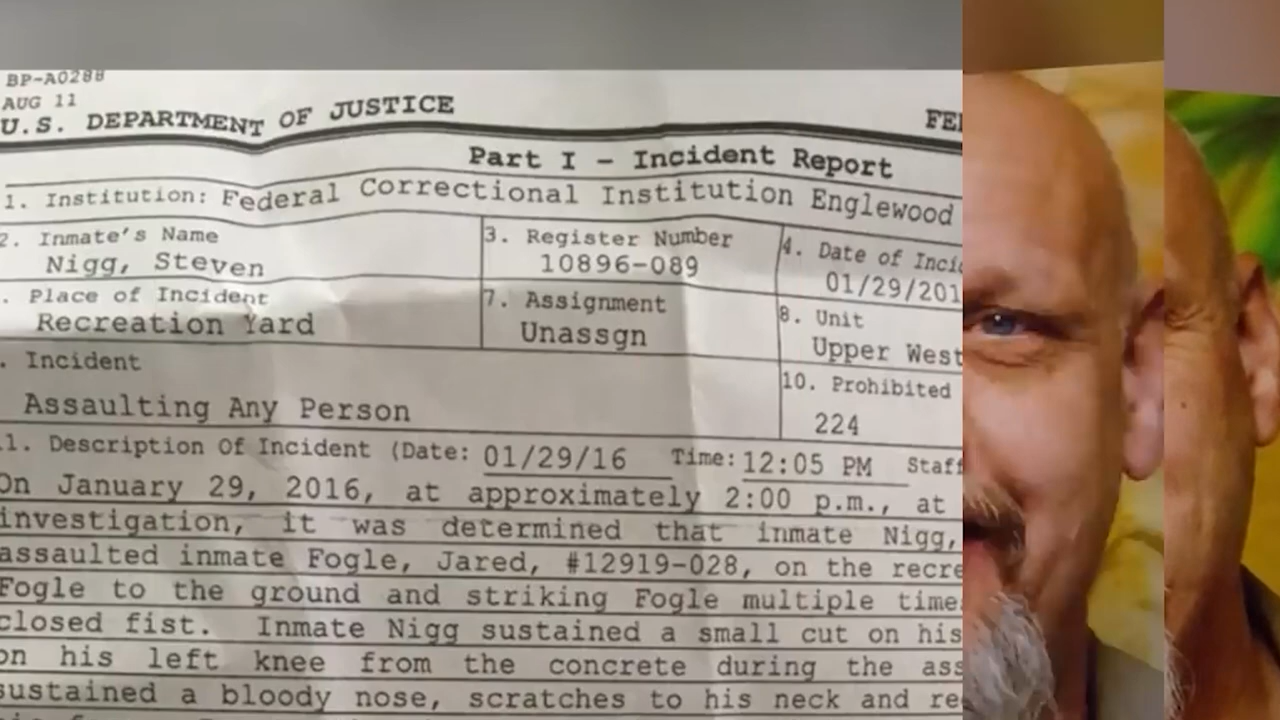 BP-A0288
AUG 11
U.S. DEPARTMENT OF JUSTICE
Part I - Incident Report
1. Institution: Federal Correctional Institution Englewood
2. Inmate's Name
3. Register Number
4. Date of
Nigg, Steven
10896-089
01/29/201
. Place of Incident
7. Assignment
8. Unit
Recreation Yard
Unassgn
Upper West
. Incident
10. Prohibited
Assaulting Any Person
224
1. Description Of Incident (Date: 01/29/16 Time: 12:05 PM Staff
On January 29, 2016, at approximately 2:00 p.m., at
investigation, it was determined that inmate Nigg,
assaulted inmate Fogle, Jared, #12919-028, on the recre
Fogle to the ground and striking Fogle multiple time
closed fist. Inmate Nigg sustained a small cut on his
on his left knee from the concrete during the ass
sustained a bloody nose, scratches to his neck and re